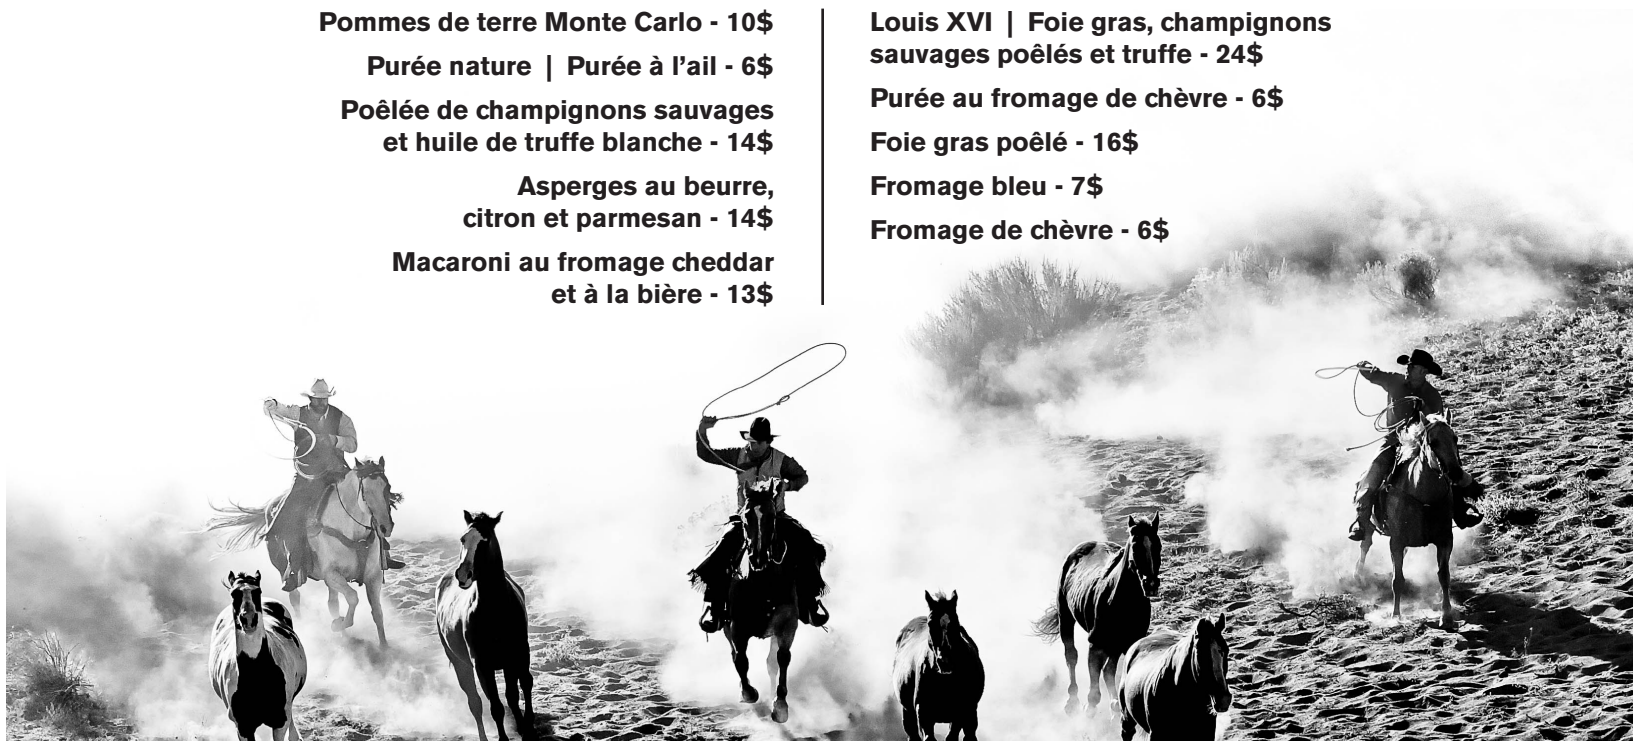 Pommes de terre Monte Carlo - 10$
Purée nature | Purée à l’ail - 6$
Poêlée de champignons sauvages
et huile de truffe blanche - 14$
Asperges au beurre,
citron et parmesan - 14$
Macaroni au fromage cheddar
et à la bière - 13$
Louis XVI | Foie gras, champignons
sauvages poêlés et truffe - 24$
Purée au fromage de chèvre - 6$
Foie gras poêlé - 16$
Fromage bleu - 7$
Fromage de chèvre - 6$